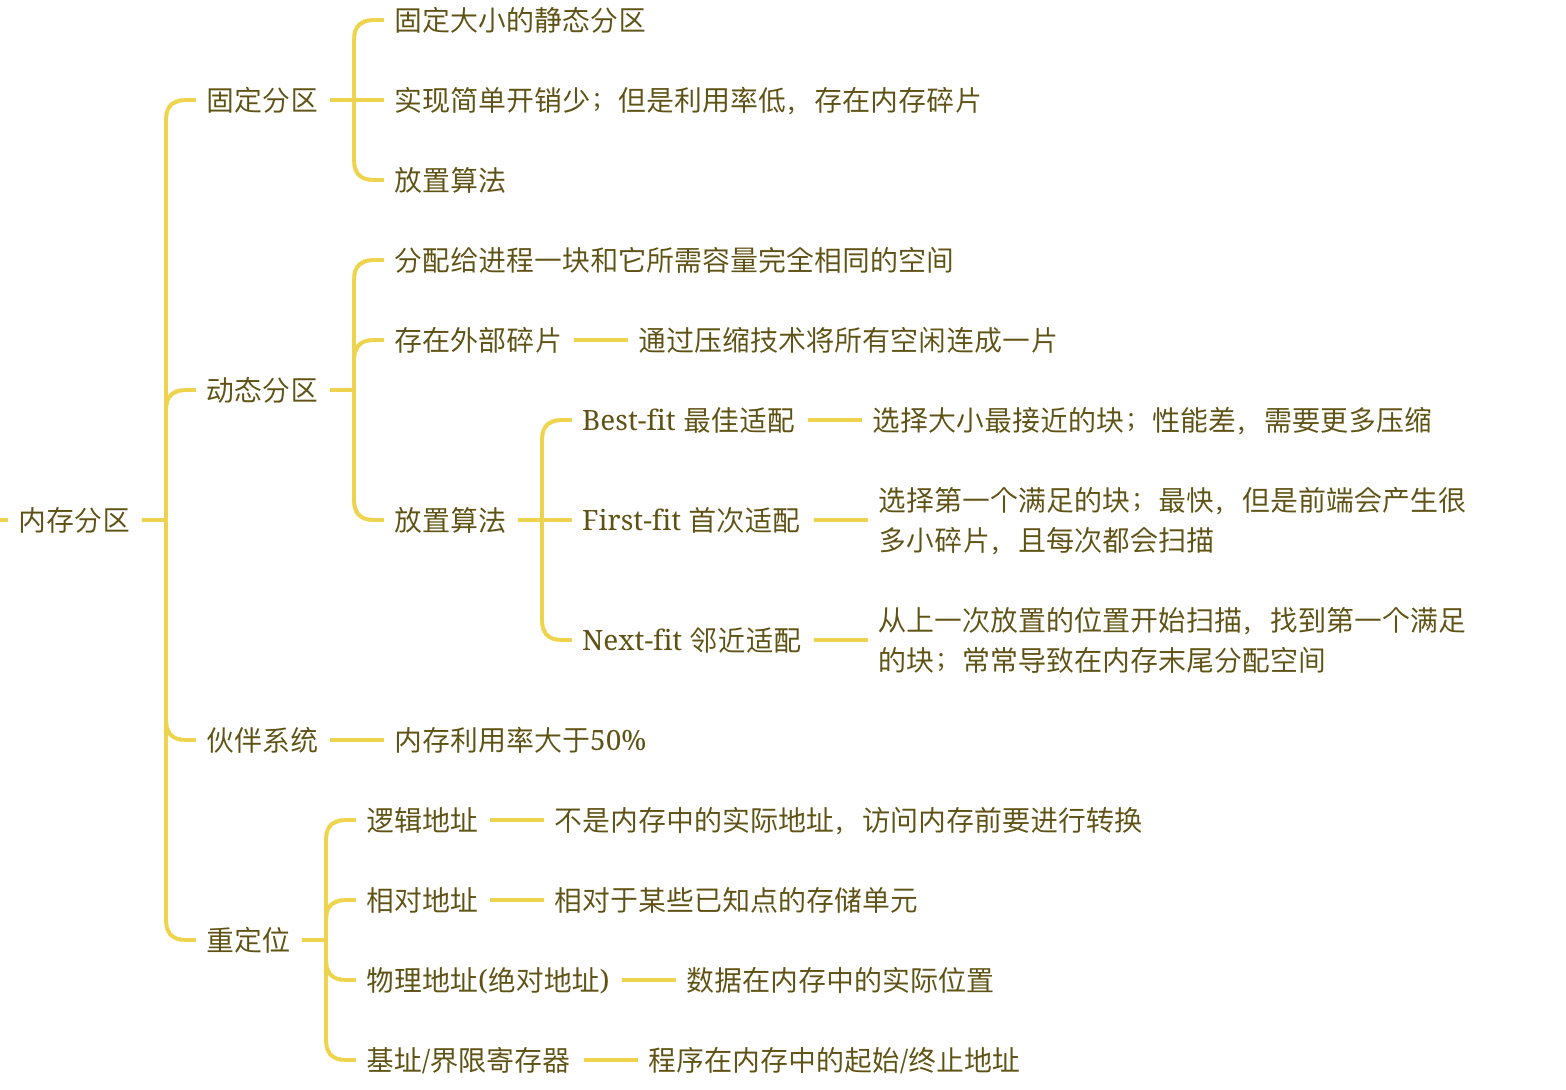 固定大小的静态分区
固定分区
实现简单开销少；但是利用率低，存在内存碎片
放置算法
分配给进程一块和它所需容量完全相同的空间
存在外部碎片
通过压缩技术将所有空闲连成一片
动态分区
Best-fit 最佳适配
选择大小最接近的块；性能差，需要更多压缩
内存分区
放置算法
First-fit 首次适配
选择第一个满足的块；最快，但是前端会产生很
多小碎片，且每次都会扫描
Next-fit 邻近适配
从上一次放置的位置开始扫描，找到第一个满足
的块；常常导致在内存末尾分配空间
伙伴系统
内存利用率大于50%
逻辑地址
不是内存中的实际地址，访问内存前要进行转换
相对地址
相对于某些已知点的存储单元
重定位
物理地址(绝对地址)
数据在内存中的实际位置
基址/界限寄存器
程序在内存中的起始/终止地址